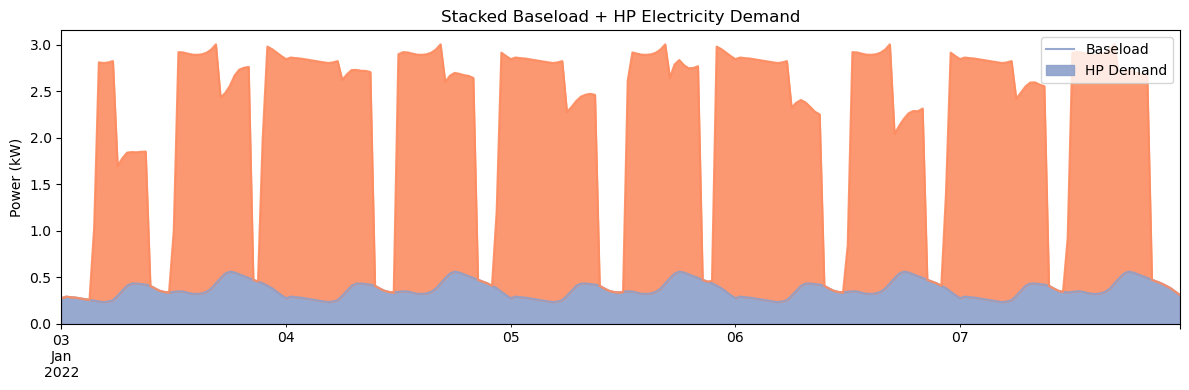 Stacked Baseload + HP Electricity Demand
Power (kW)
3.0
2.5
2.0
1.5
1.0
0.5
0.0
Baseload
HP Demand
03
Jan
2022
04
05
06
07